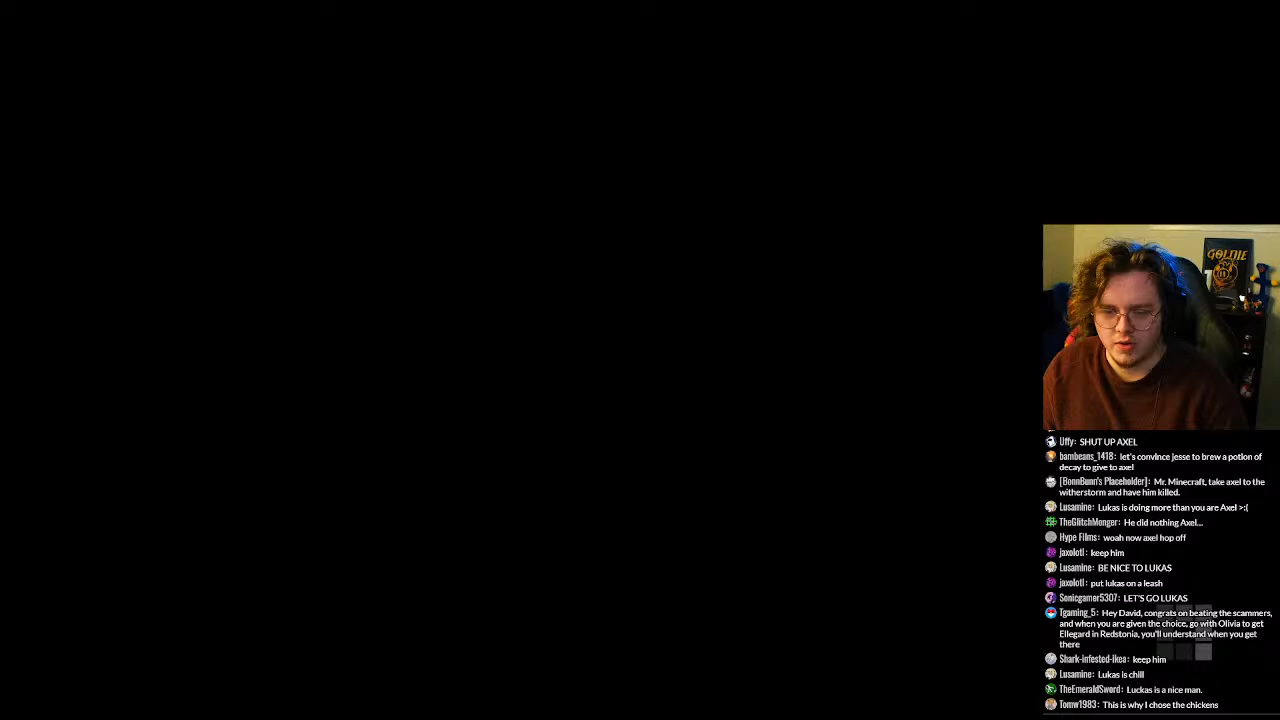 GOLDIE
Uffy: SHUT UP AXEL
bambeans_1418: let's convince jesse to brew a potion of
decay to give to axel
[BonnBunn's Placeholder]: Mr. Minecraft, take axel to the
witherstorm and have him killed.
Lusamine: Lukas is doing more than you are Axel >:(
TheGlitchMonger: He did nothing Axel...
Hype Films: woah now axel hop off
jaxolotl: keep him
Lusamine: BE NICE TO LUKAS
jaxolotl: put lukas on a leash
Sonicgamer5307: LET'S GO LUKAS
Tgaming_5: Hey David, congrats on beating the scammers,
and when you are given the choice, go with Olivia to get
Ellegard in Redstonia, you'll understand when you get
there
Shark-infested-ikea: keep him
Lusamine: Lukas is chill
TheEmeraldSword: Luckas is a nice man.
Tomw1983: This is why I chose the chickens